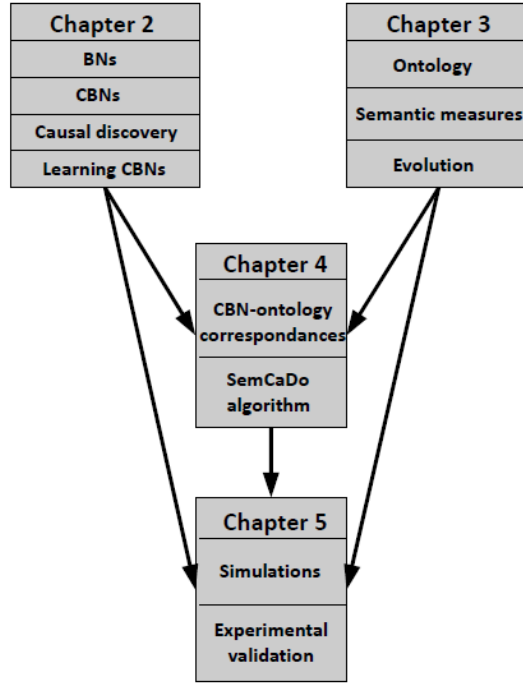 Chapter 2
BNs
CBNs
Causal discovery
Learning CBNs
Chapter 3
Ontology
Semantic measures
Evolution
Chapter 4
CBN-ontology
correspondances
SemCaDo
algorithm
Chapter 5
Simulations
Experimental
validation